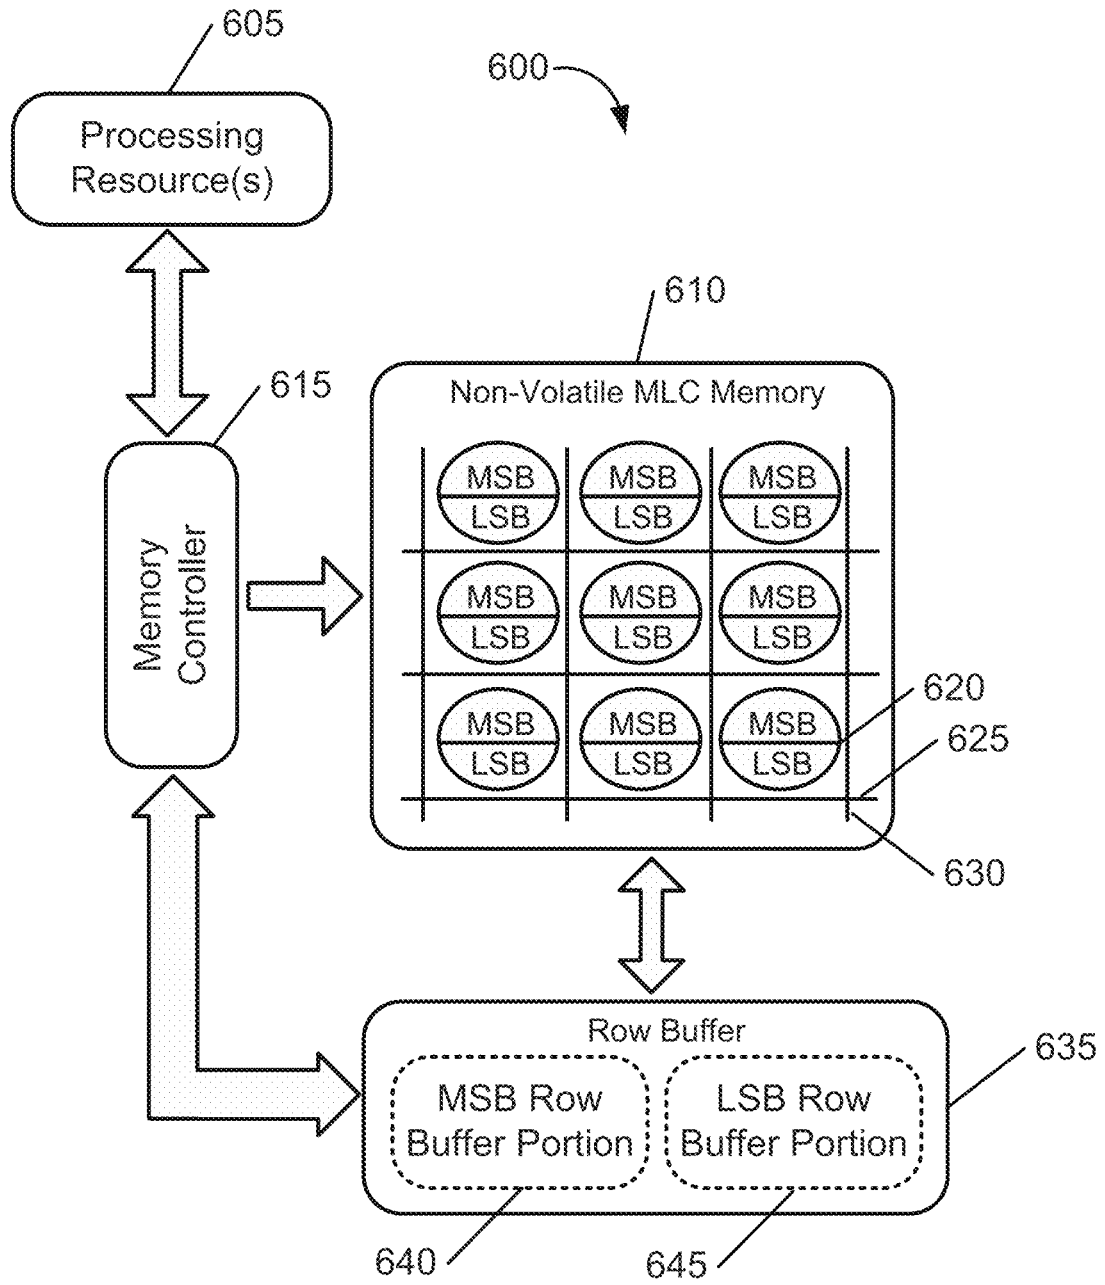 605
600
Processing
Resource(s)
610
615
Non-Volatile MLC Memory
MSB MSB MSB
LSB LSB LSB
Memory
Controller
MSB MSB MSB
LSB LSB LSB
620
MSB MSB MSB
625
LSB LSB LSB
630
Row Buffer
635
MSB Row
Buffer Portion
LSB Row
Buffer Portion
640
645